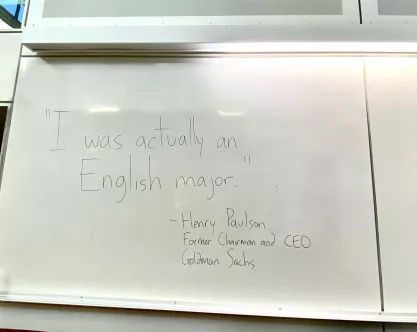 "I was actually an
English major."
- Henry Paulson
Former Chairman and CEO
Goldman Sachs